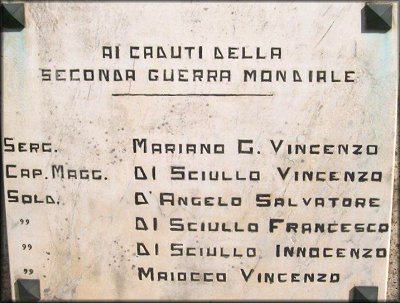 AI CADUTI DELLA
SECONDA GUERRA MONDIALE
SERG. MARIANO G. VINCENZO
CAP. MAGG. DI SCIULLO VINCENZO
SOLD. D'ANGELO SALVATORE
" DI SCIULLO FRANCESCO
" DI SCIULLO INNOCENZO
" MAIOCCO VINCENZO